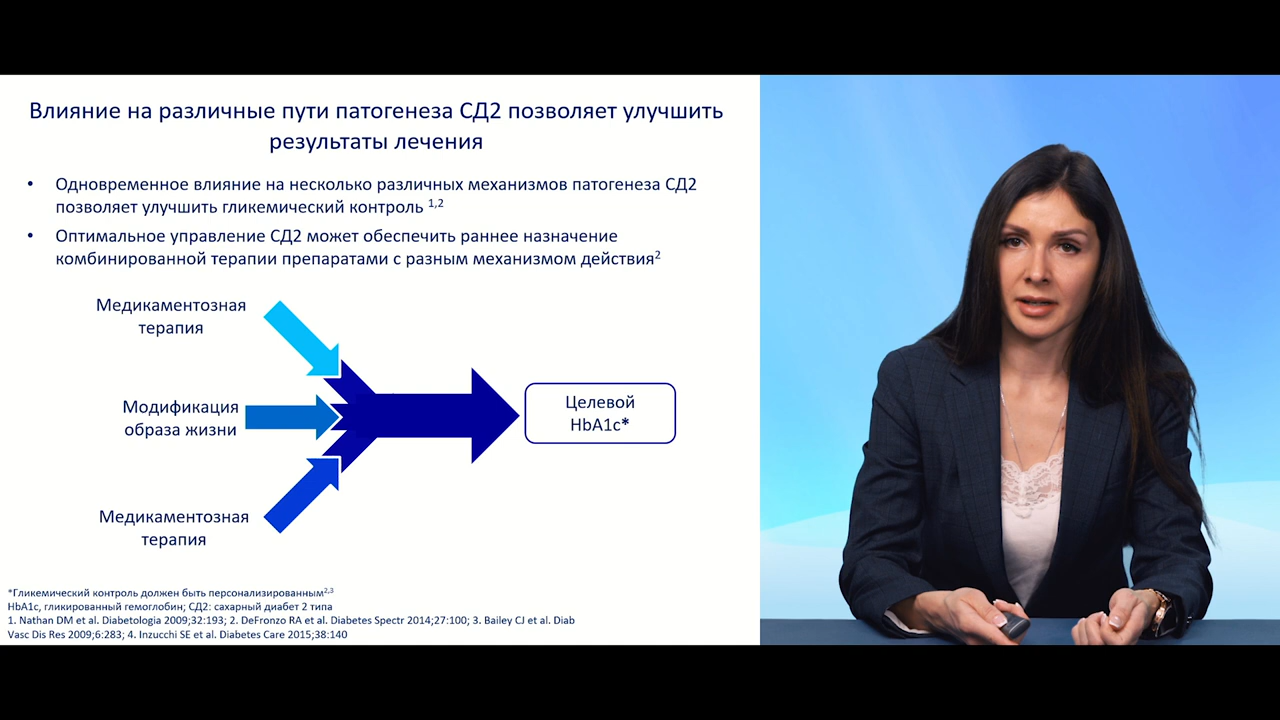 Влияние на различные пути патогенеза СД2 позволяет улучшить
результаты лечения
• Одновременное влияние на несколько различных механизмов патогенеза СД2
позволяет улучшить гликемический контроль 1,2
• Оптимальное управление СД2 может обеспечить раннее назначение
комбинированной терапии препаратами с разным механизмом действия2
Медикаментозная
терапия
Модификация
образа жизни
Медикаментозная
терапия
Целевой
HbA1c*
*Гликемический контроль должен быть персонализированным2,3
HbA1c, гликированный гемоглобин; СД2: сахарный диабет 2 типа
1. Nathan DM et al. Diabetologia 2009;32:193; 2. DeFronzo RA et al. Diabetes Spectr 2014;27:100; 3. Bailey CJ et al. Diab
Vasc Dis Res 2009;6:283; 4. Inzucchi SE et al. Diabetes Care 2015;38:140